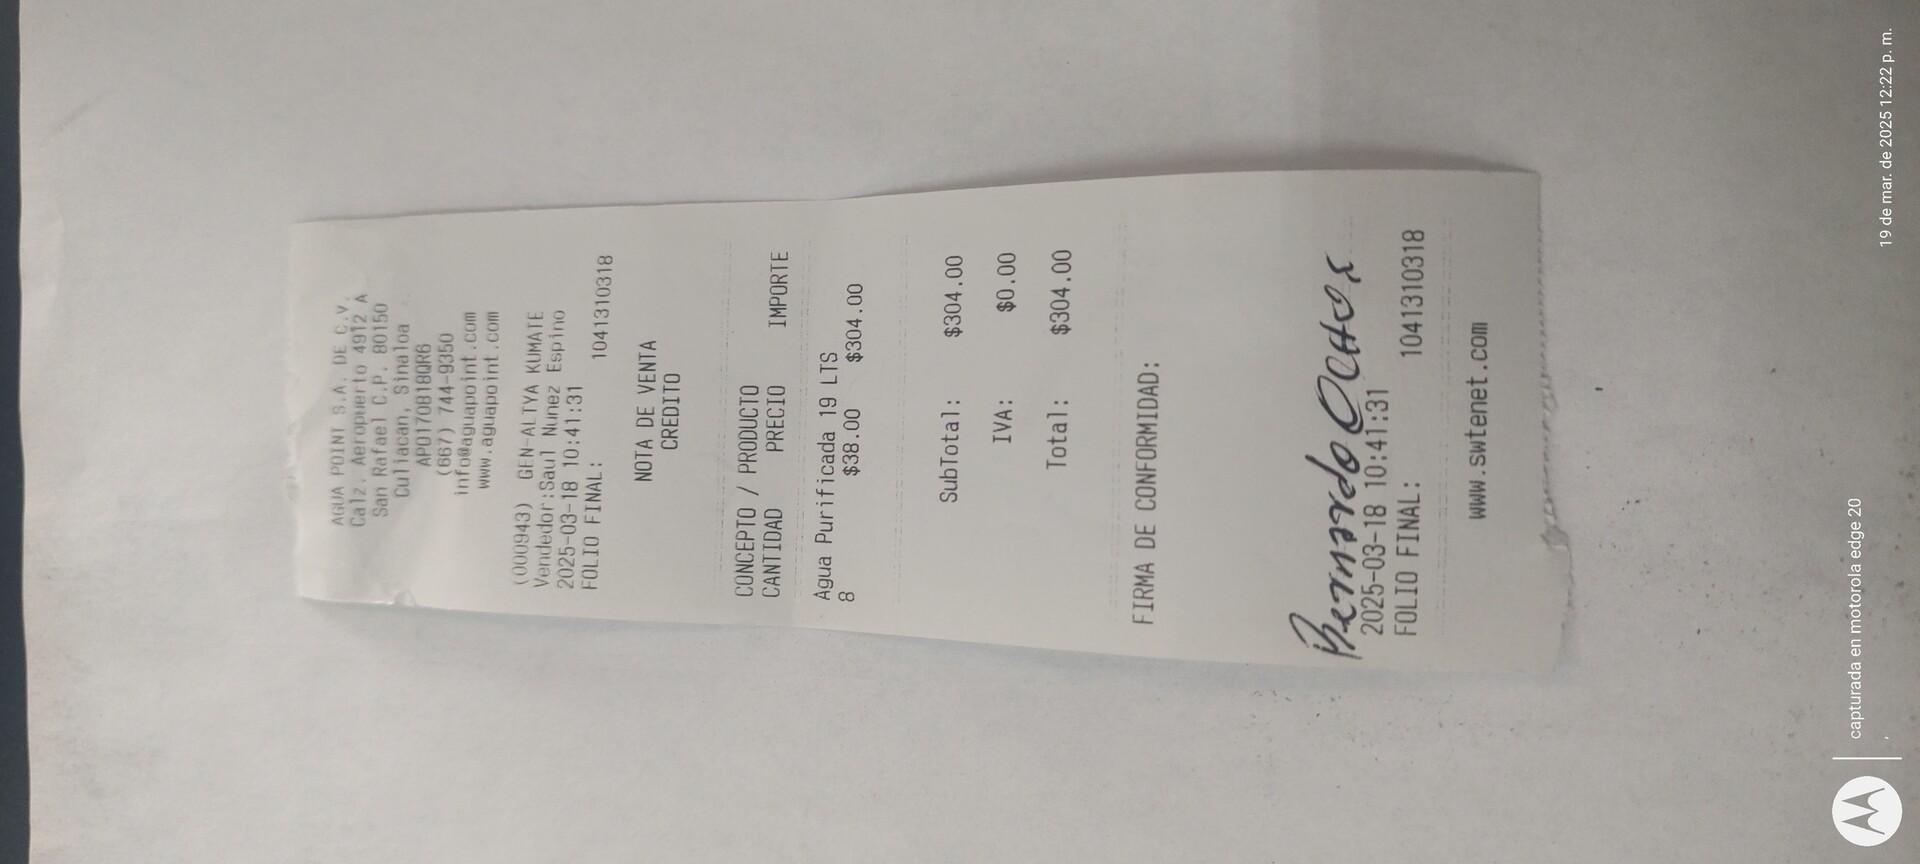 AGUA POINT S.A. DE C.V.
Calz. Aeropuerto 4912 A
San Rafael C.P. 80150
Culiacan, Sinaloa
APO170818QR6
(667) 744-9350
info@aguapoint.com
www.aguapoint.com
(000943) GEN-ALTYA KUMATE
Vendedor:Saul Nunez Espino
2025-03-18 10:41:31
FOLIO FINAL: 1041310318
NOTA DE VENTA
CREDITO
CONCEPTO / PRODUCTO
CANTIDAD PRECIO IMPORTE
Agua Purificada 19 LTS
8 $38.00 $304.00
SubTotal: $304.00
IVA: $0.00
Total: $304.00
FIRMA DE CONFORMIDAD:
Bernardo Ochoa
2025-03-18 10:41:31
FOLIO FINAL: 1041310318
www.swtenet.com
capturada en motorola edge 20
19 de mar. de 2025 12:22 p. m.